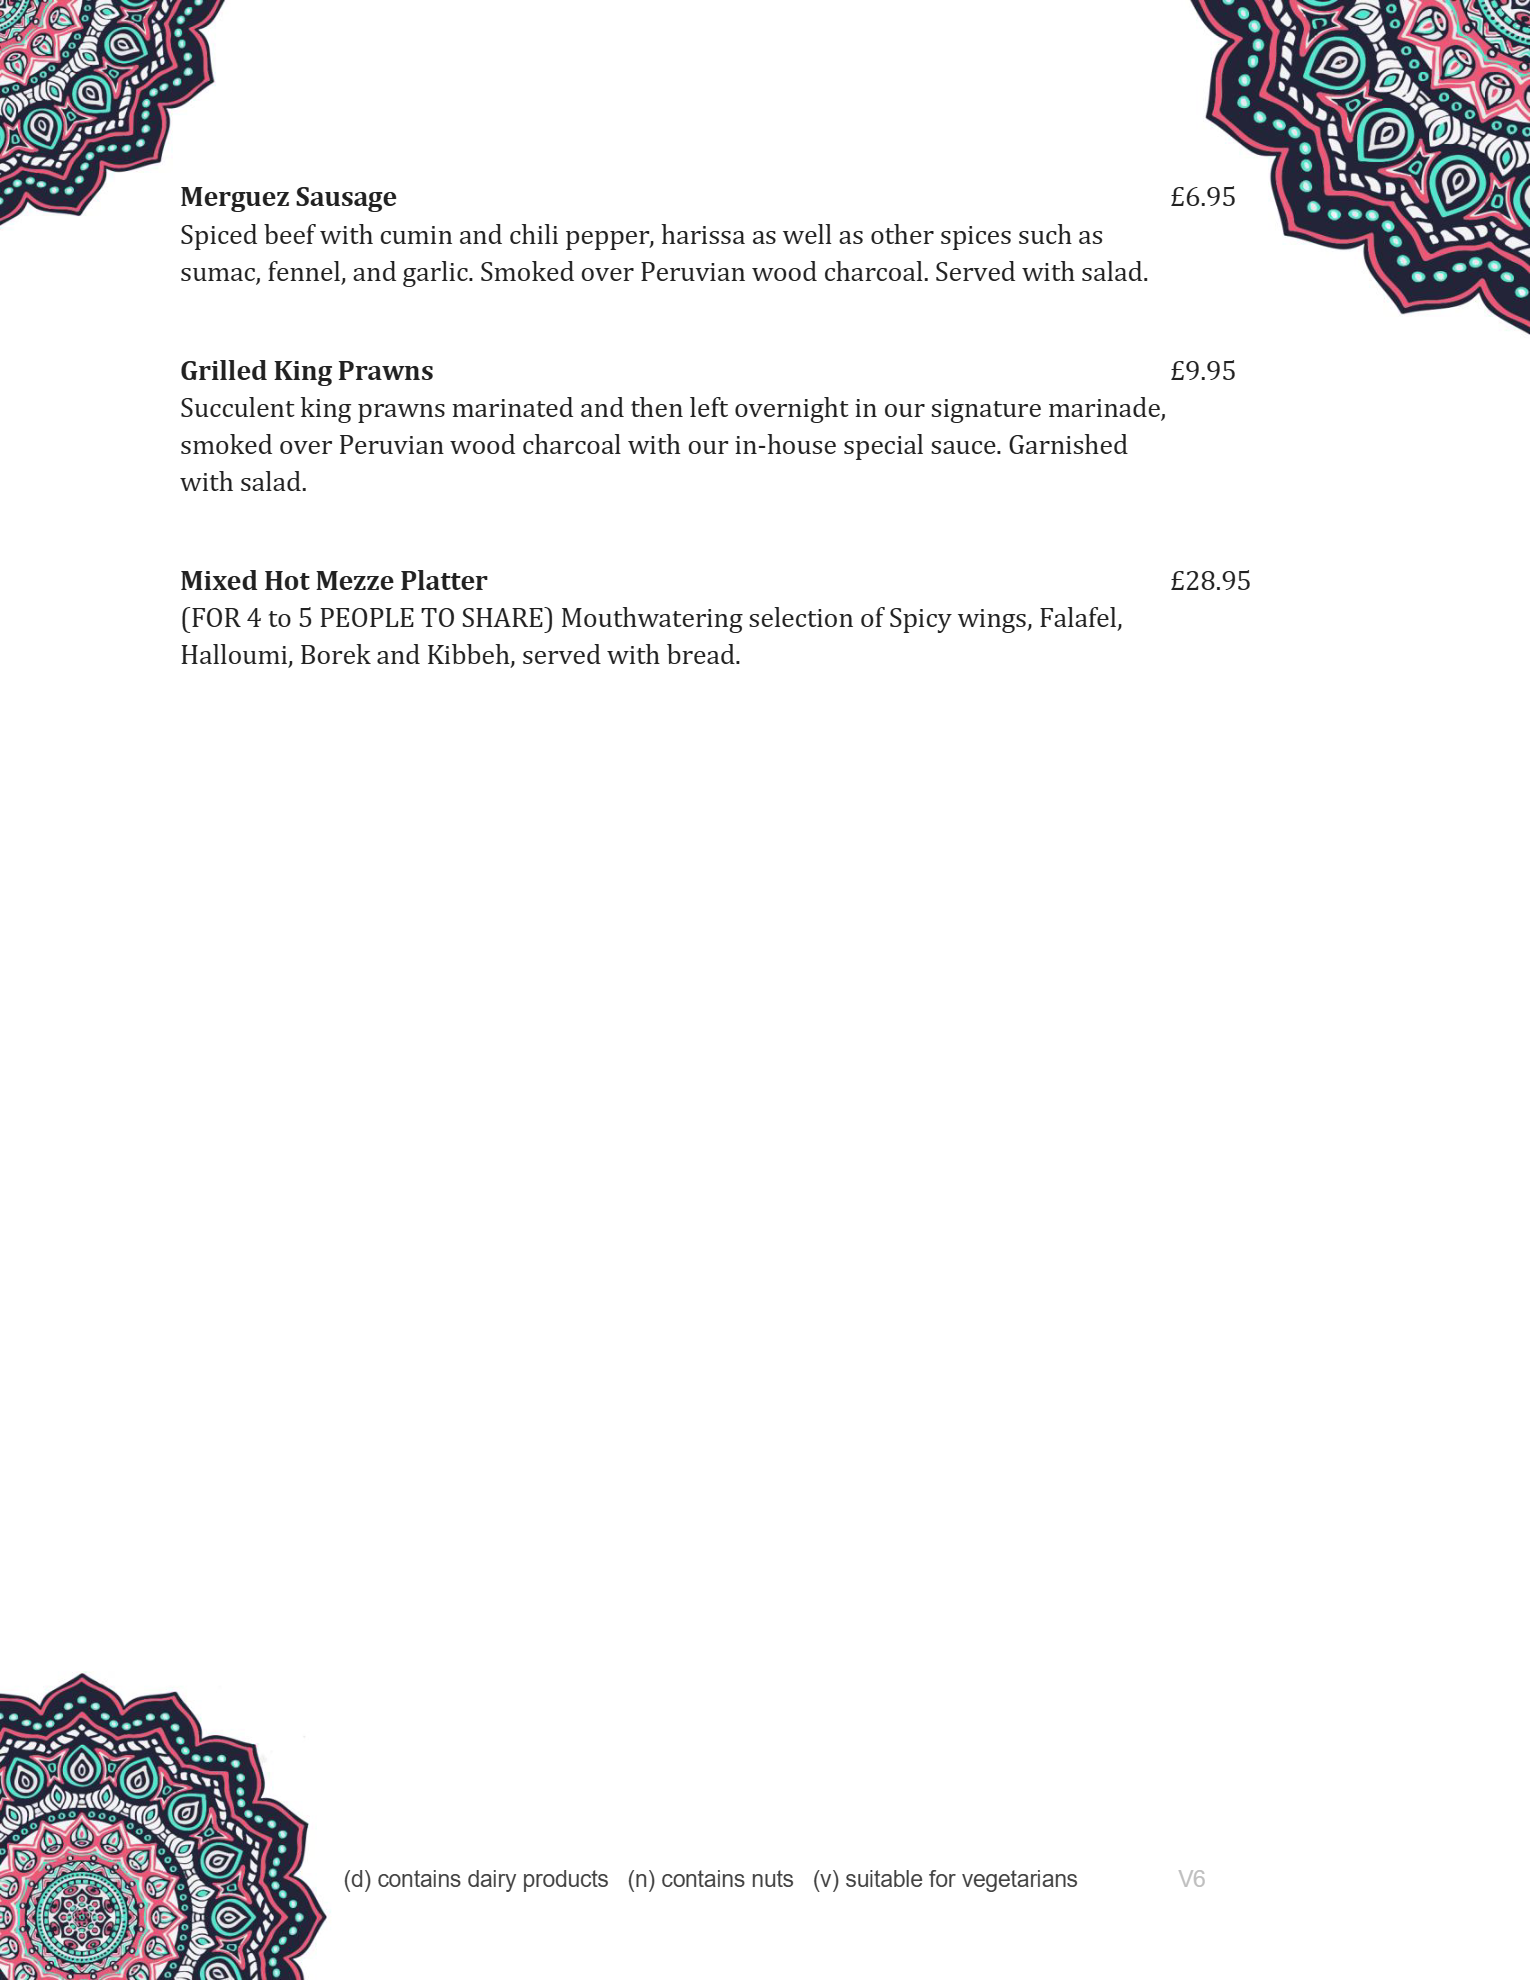 Merguez Sausage £6.95
Spiced beef with cumin and chili pepper, harissa as well as other spices such as
sumac, fennel, and garlic. Smoked over Peruvian wood charcoal. Served with salad.
Grilled King Prawns £9.95
Succulent king prawns marinated and then left overnight in our signature marinade,
smoked over Peruvian wood charcoal with our in-house special sauce. Garnished
with salad.
Mixed Hot Mezze Platter £28.95
(FOR 4 to 5 PEOPLE TO SHARE) Mouthwatering selection of Spicy wings, Falafel,
Halloumi, Borek and Kibbeh, served with bread.
(d) contains dairy products (n) contains nuts (v) suitable for vegetarians V6